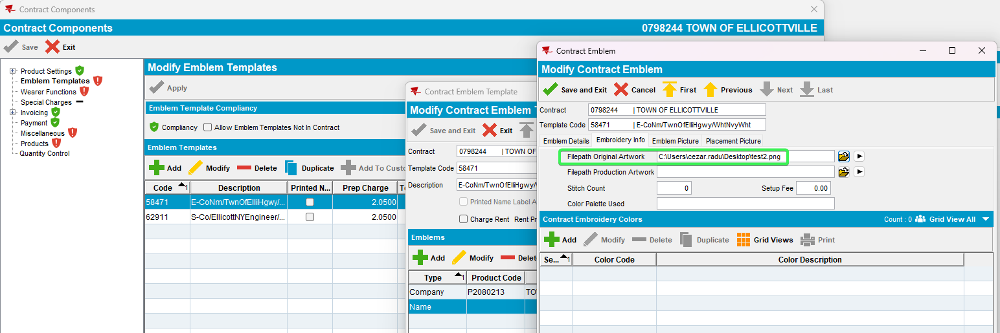 Contract Components
Contract Components 0798244 TOWN OF ELLICOTTVILLE
Save Exit
Product Settings
Emblem Templates
Wearer Functions
Special Charges
Invoicing
Payment
Miscellaneous
Products
Quantity Control
Modify Emblem Templates
Apply
Emblem Template Compliancy
Compliancy Allow Emblem Templates Not In Contract
Emblem Templates
Add Modify Delete Duplicate Add To Custo
Code 1 Description Printed N... Prep Charge
58471 E-CoNm/TwnOfElliHgwy/... 2.0500
62911 S-Co/EllicottNYEngineer/... 2.0500
Contract Emblem Template
Modify Contract Emblem T
Save and Exit Exit
Contract 0798244 | TOWN OF
Template Code 58471
Description E-CoNm/TwnOfElliHgwy/
Printed Name Label A
Charge Rent Rent Pr
Emblems
Add Modify Delet
Type 1 Product Code
Company P2080213 TO
Name
Contract Emblem
Modify Contract Emblem
Save and Exit Cancel First Previous Next Last
Contract 0798244 | TOWN OF ELLICOTTVILLE
Template Code 58471 | E-CoNm/TwnOfElliHgwy/WhtNvyWht
Emblem Details Embroidery Info Emblem Picture Placement Picture
Filepath Original Artwork C:\Users\cezar.radu\Desktop\test2.png
Filepath Production Artwork
Stitch Count 0 Setup Fee 0.00
Color Palette Used
Contract Embroidery Colors Count : 0 Grid View All
Add Modify Delete Duplicate Grid Views Print
Se... 1 Color Code Color Description